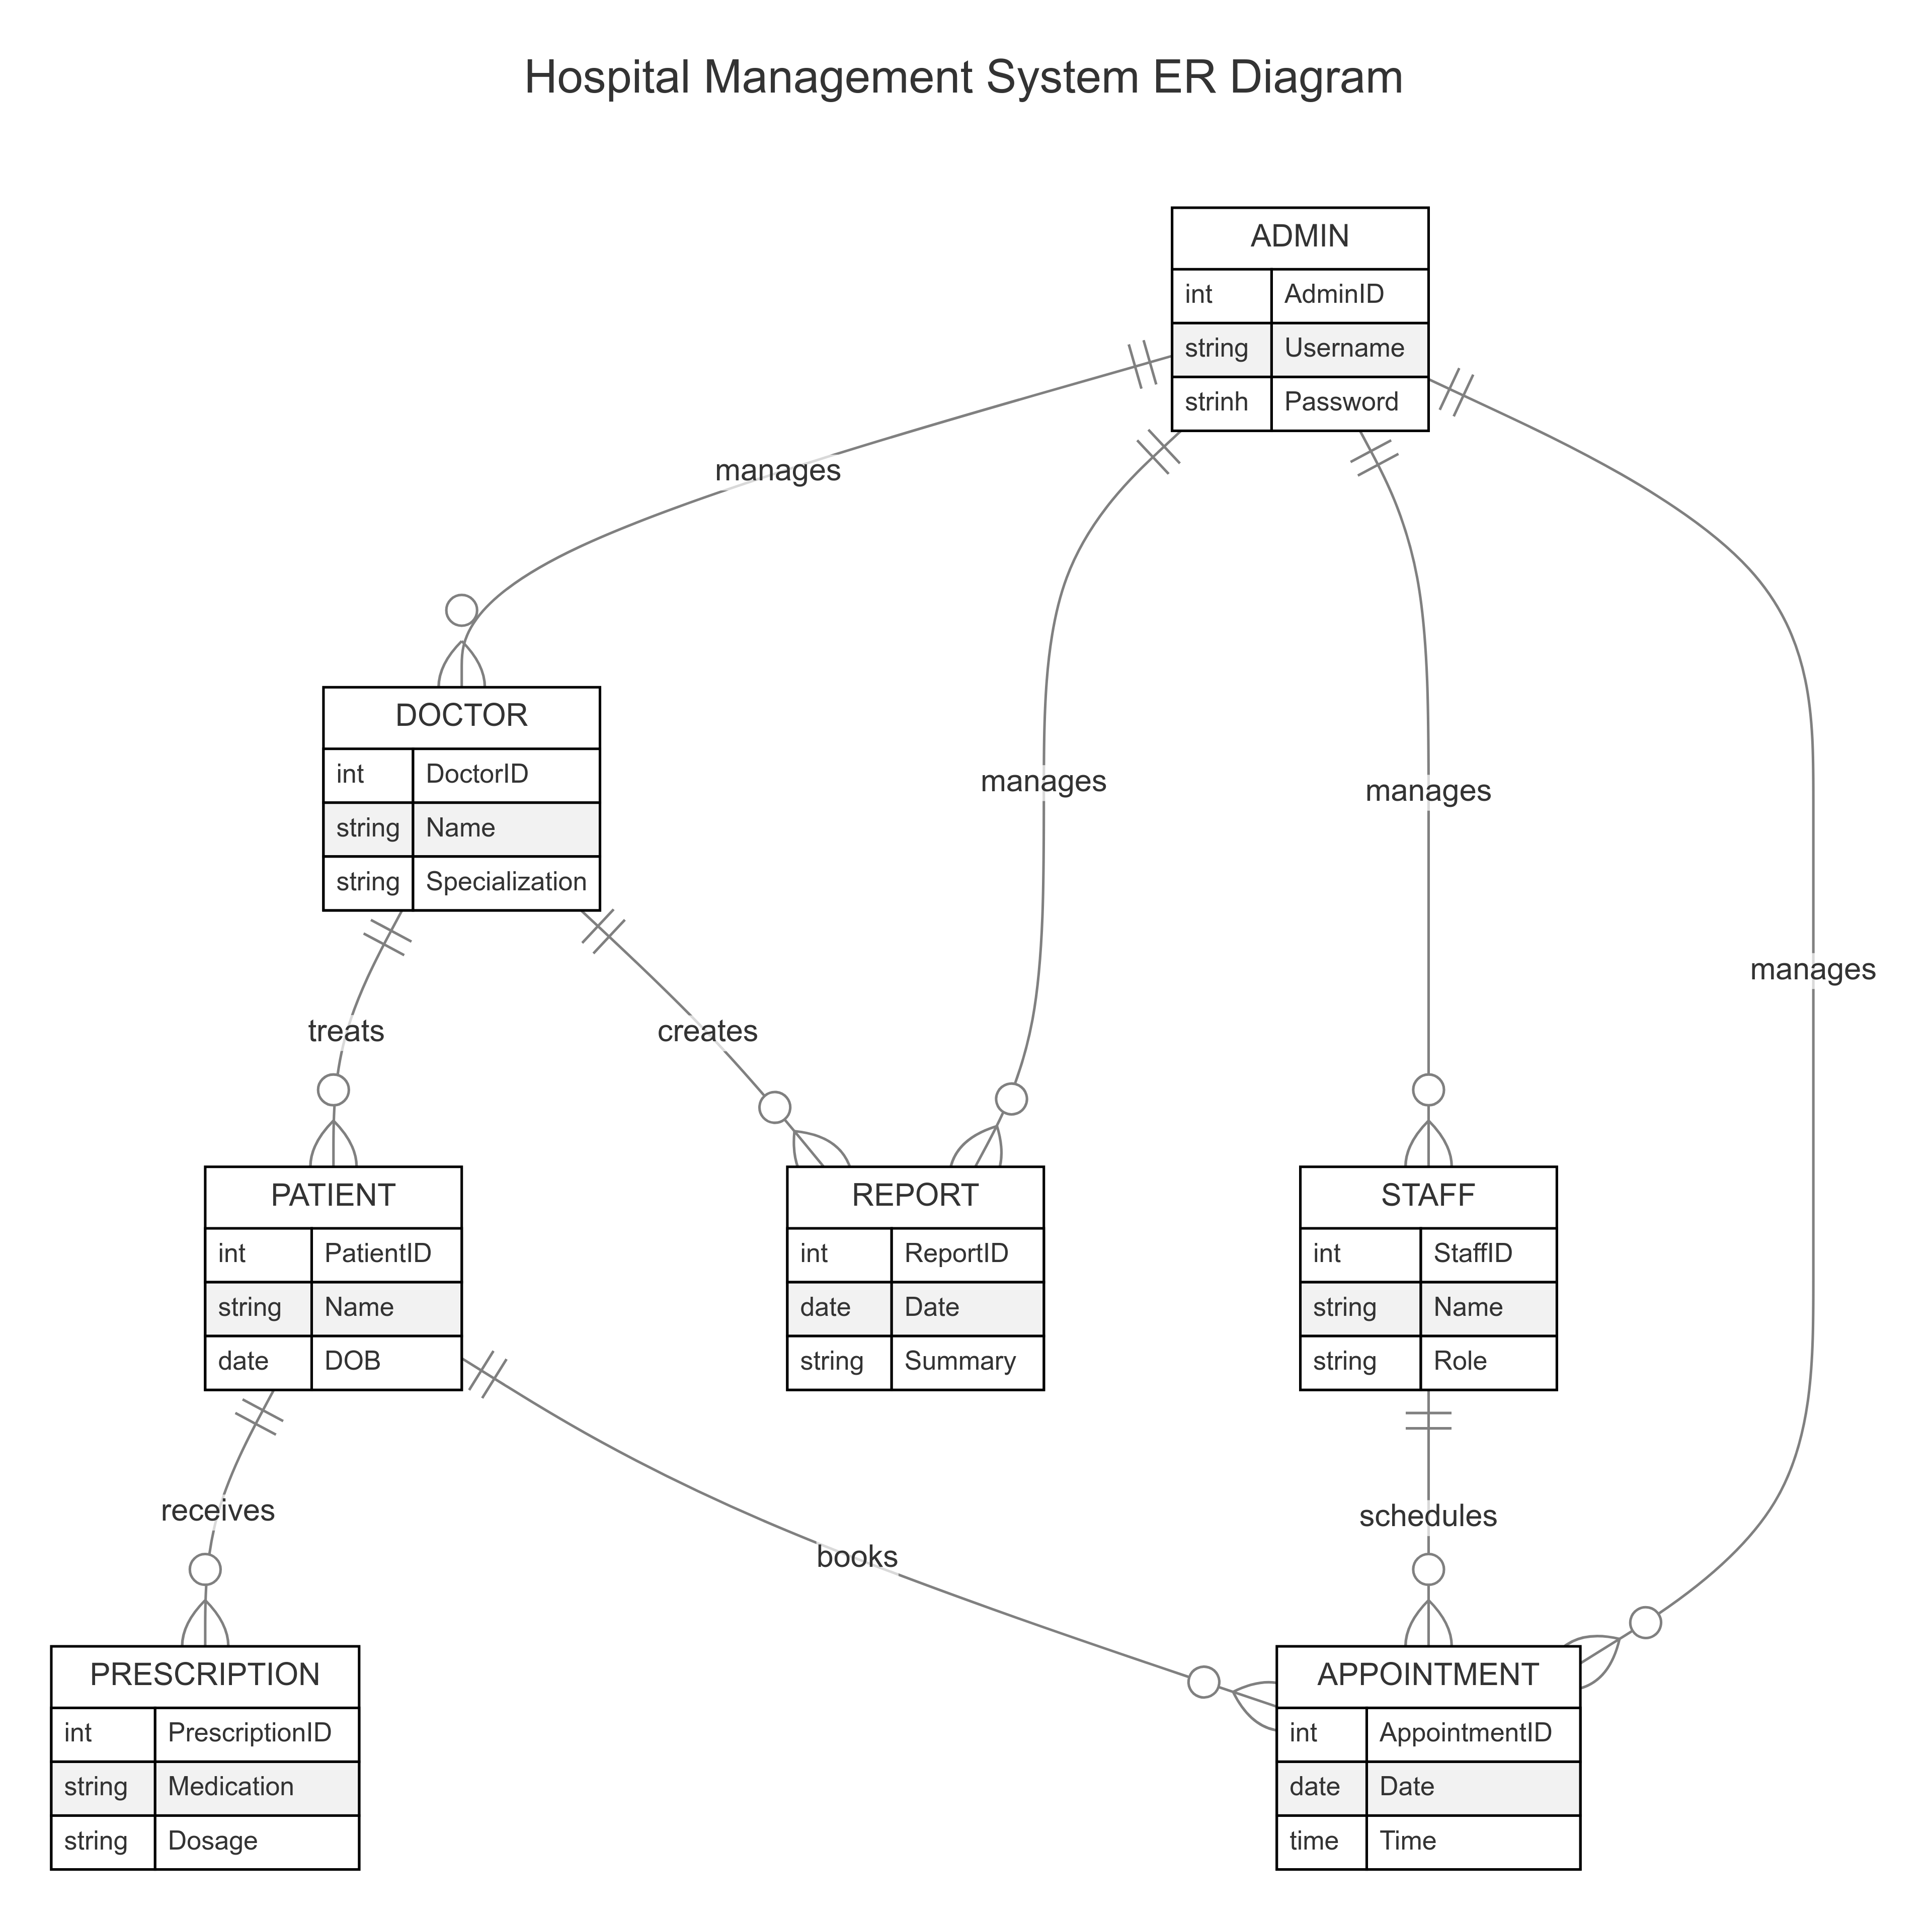 Hospital Management System ER Diagram
ADMIN
int AdminID
string Username
strinh Password
manages
manages
manages
manages
DOCTOR
int DoctorID
string Name
string Specialization
treats
creates
PATIENT
int PatientID
string Name
date DOB
REPORT
int ReportID
date Date
string Summary
STAFF
int StaffID
string Name
string Role
receives
books
schedules
PRESCRIPTION
int PrescriptionID
string Medication
string Dosage
APPOINTMENT
int AppointmentID
date Date
time Time